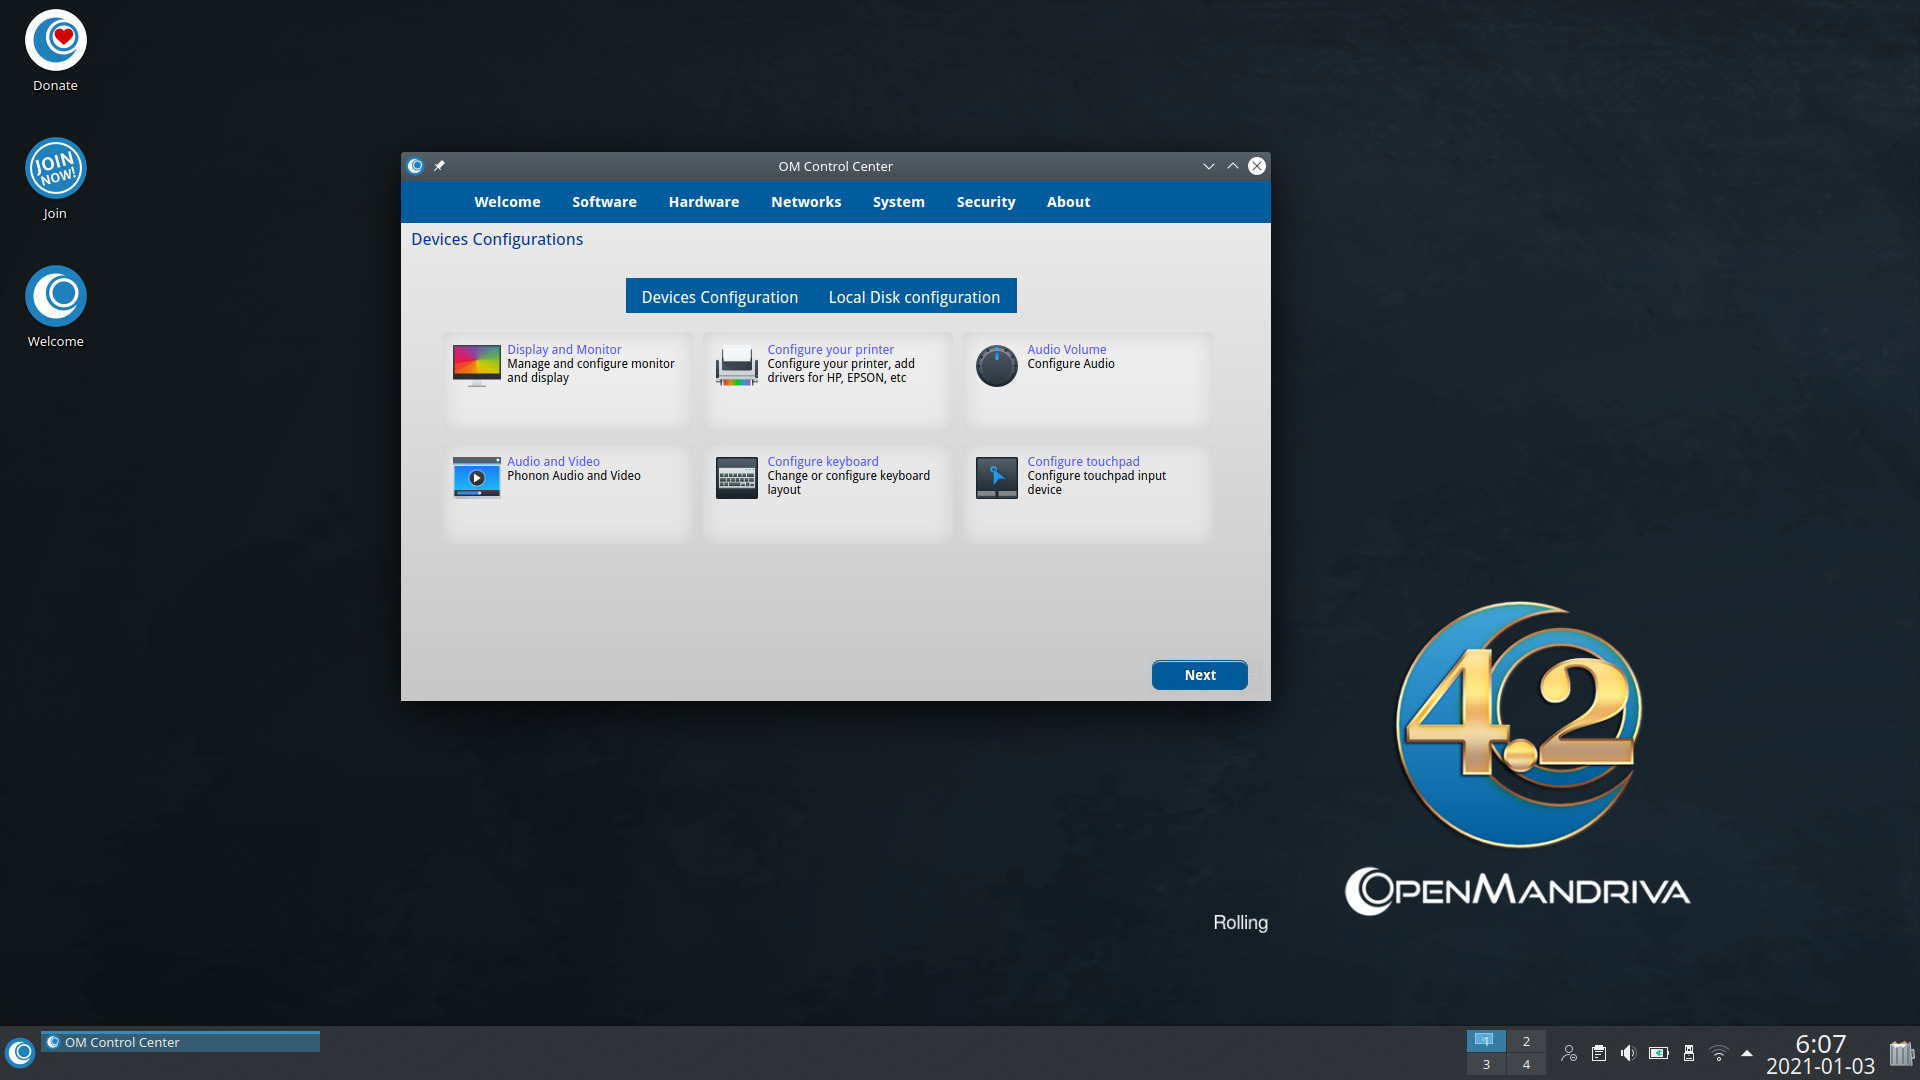 Donate
JOIN
NOW!
Join
Welcome
OM Control Center
Welcome Software Hardware Networks System Security About
Devices Configurations
Devices Configuration Local Disk configuration
Display and Monitor
Manage and configure monitor
and display
Configure your printer
Configure your printer, add
drivers for HP, EPSON, etc
Audio Volume
Configure Audio
Audio and Video
Phonon Audio and Video
Configure keyboard
Change or configure keyboard
layout
Configure touchpad
Configure touchpad input
device
Next
4.2
OPENMANDRIVA
Rolling
OM Control Center
1 2
3 4
6:07
2021-01-03